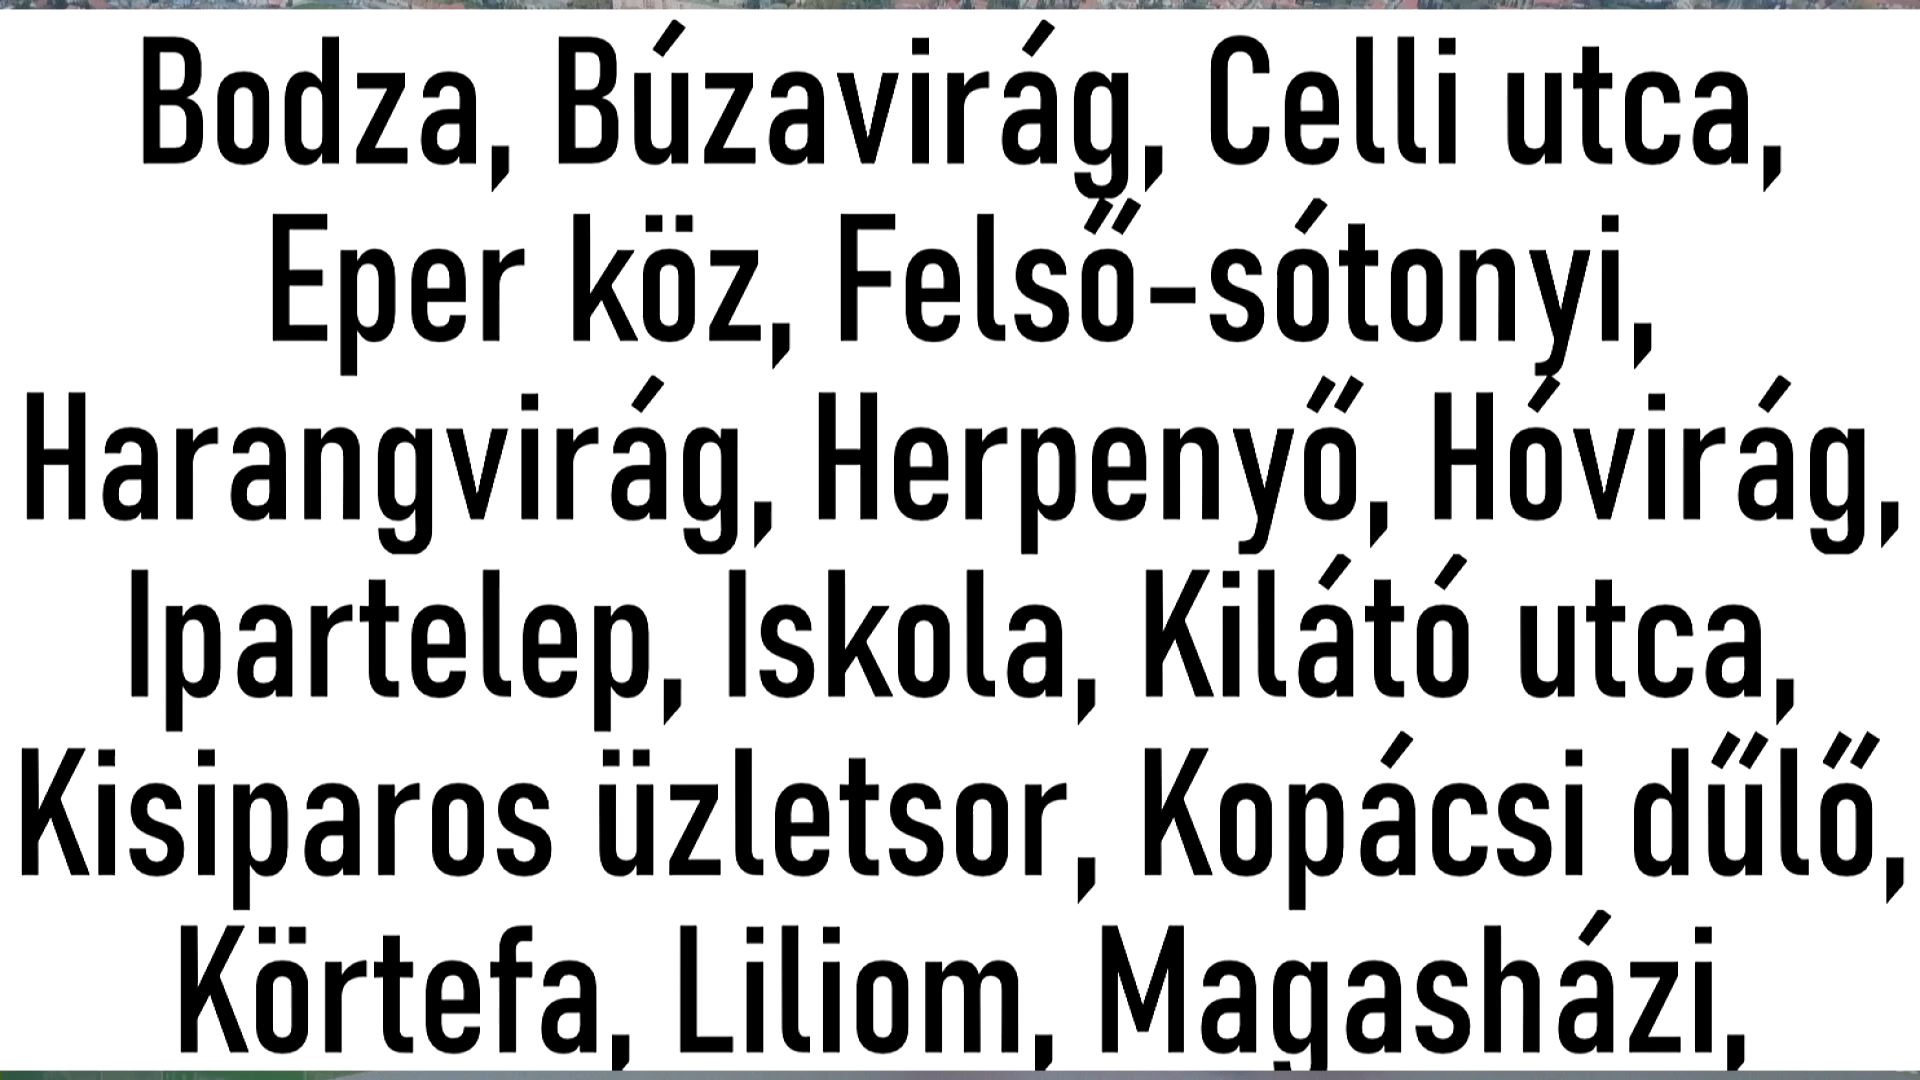 Bodza, Búzavirág, Celli utca,
Eper köz, Felső-sótonyi,
Harangvirág, Herpenyő, Hóvirág,
Ipartelep, Iskola, Kilátó utca,
Kisiparos üzletsor, Kopácsi dűlő,
Körtefa, Liliom, Magasházi,